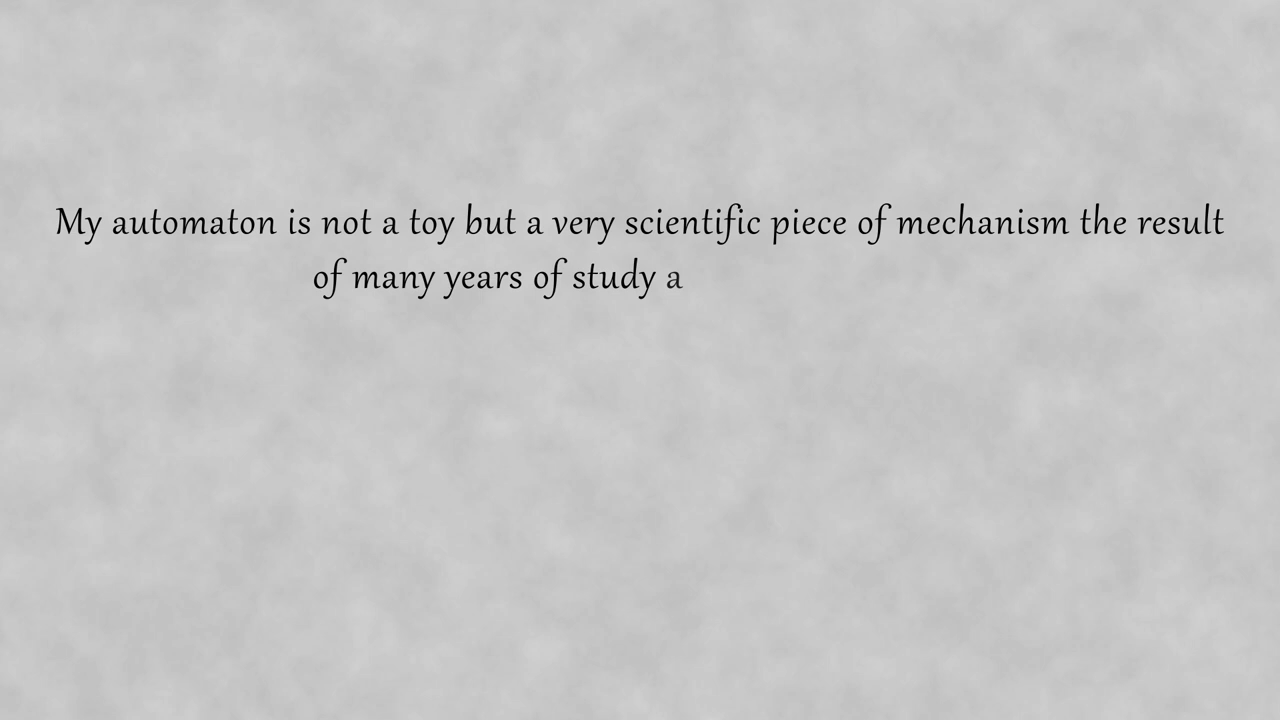 My automaton is not a toy but a very scientific piece of mechanism the result
of many years of study a